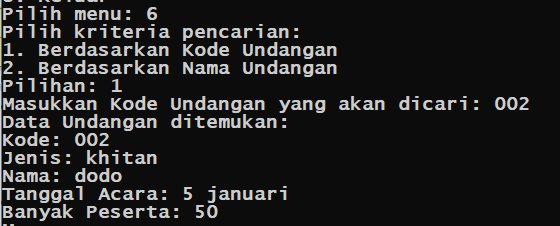 Pilih menu: 6
Pilih kriteria pencarian:
1. Berdasarkan Kode Undangan
2. Berdasarkan Nama Undangan
Pilihan: 1
Masukkan Kode Undangan yang akan dicari: 002
Data Undangan ditemukan:
Kode: 002
Jenis: khitan
Nama: dodo
Tanggal Acara: 5 januari
Banyak Peserta: 50